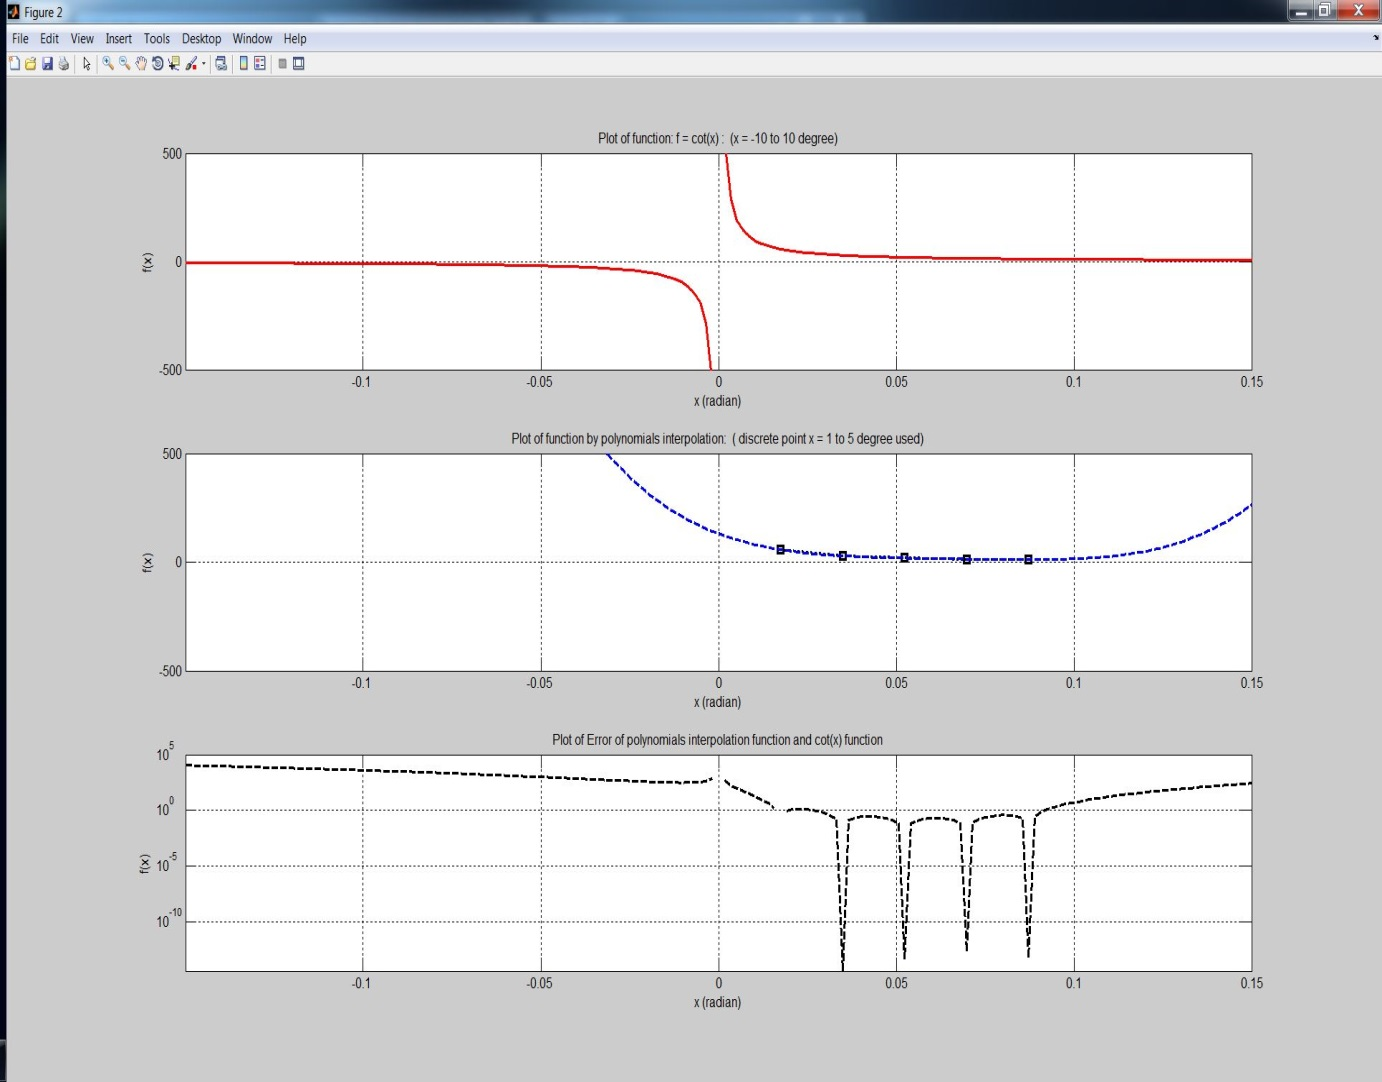 Figure 2
File Edit View Insert Tools Desktop Window Help
Plot of function: f = cot(x) : (x = -10 to 10 degree)
500
0
-500
f(x)
-0.1 -0.05 0 0.05 0.1 0.15
x (radian)
Plot of function by polynomials interpolation: ( discrete point x = 1 to 5 degree used)
500
0
-500
f(x)
-0.1 -0.05 0 0.05 0.1 0.15
x (radian)
Plot of Error of polynomials interpolation function and cot(x) function
10^5
10^0
10^-5
10^-10
f(x)
-0.1 -0.05 0 0.05 0.1 0.15
x (radian)